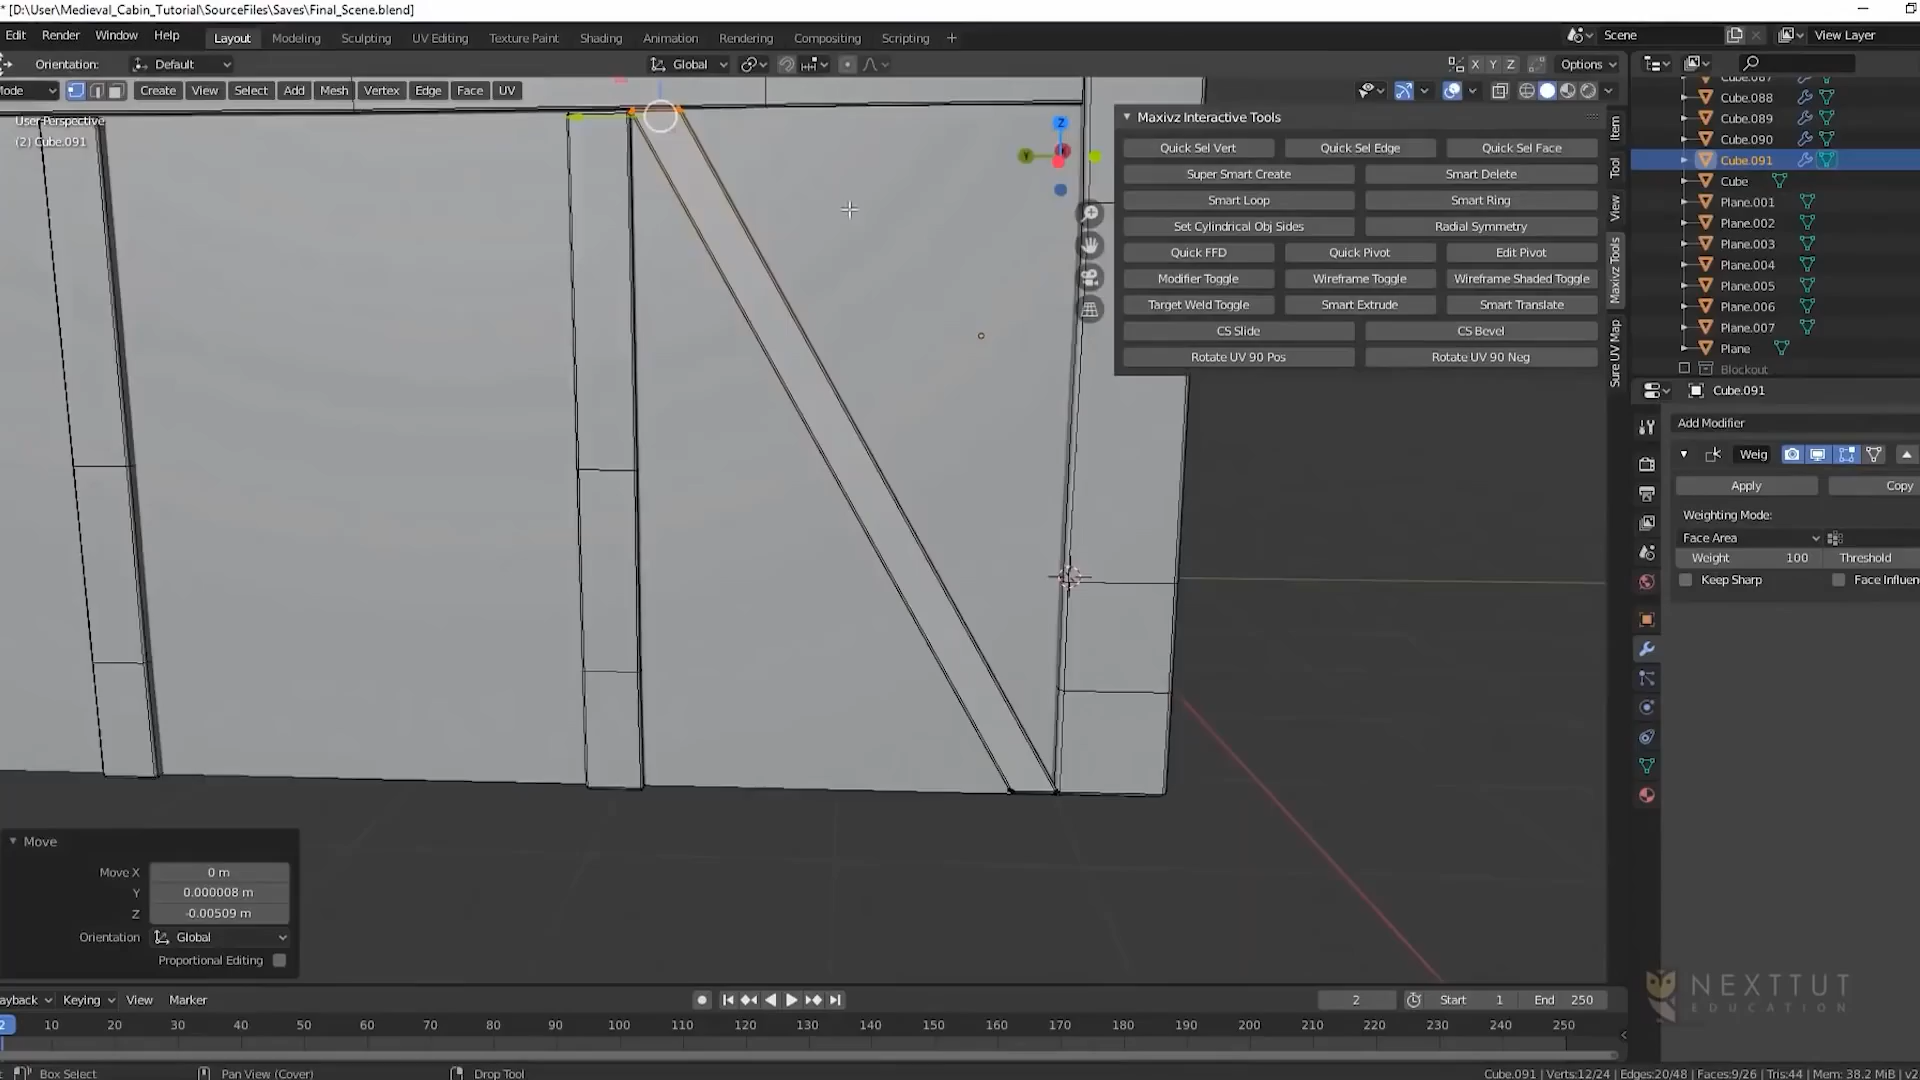 * [D:\User\Medieval_Cabin_Tutorial\SourceFiles\Saves\Final_Scene.blend]
Edit Render Window Help Layout Modeling Sculpting UV Editing Texture Paint Shading Animation Rendering Compositing Scripting + Scene View Layer
Orientation: Default Global X Y Z Options
Mode Create View Select Add Mesh Vertex Edge Face UV
User Perspective
(2) Cube.091
Z
Y
Maxivz Interactive Tools
Quick Sel Vert Quick Sel Edge Quick Sel Face
Super Smart Create Smart Delete
Smart Loop Smart Ring
Set Cylindrical Obj Sides Radial Symmetry
Quick FFD Quick Pivot Edit Pivot
Modifier Toggle Wireframe Toggle Wireframe Shaded Toggle
Target Weld Toggle Smart Extrude Smart Translate
CS Slide CS Bevel
Rotate UV 90 Pos Rotate UV 90 Neg
Item
Tool
View
Maxivz Tools
Sure UV Map
Cube.087
Cube.088
Cube.089
Cube.090
Cube.091
Cube
Plane.001
Plane.002
Plane.003
Plane.004
Plane.005
Plane.006
Plane.007
Plane
Blockout
Cube.091
Add Modifier
Weig
Apply Copy
Weighting Mode:
Face Area
Weight 100 Threshold
Keep Sharp Face Influen
Move
Move X 0 m
Y 0.000008 m
Z -0.00509 m
Orientation Global
Proportional Editing
NEXTTUT
EDUCATION
ayback Keying View Marker 2 Start 1 End 250
2 10 20 30 40 50 60 70 80 90 100 110 120 130 140 150 160 170 180 190 200 210 220 230 240 250
Box Select Pan View (Cover) Drop Tool Cube.091 | Verts:12/24 | Edges:20/48 | Faces:9/26 | Tris:44 | Mem: 38.2 MiB | v2